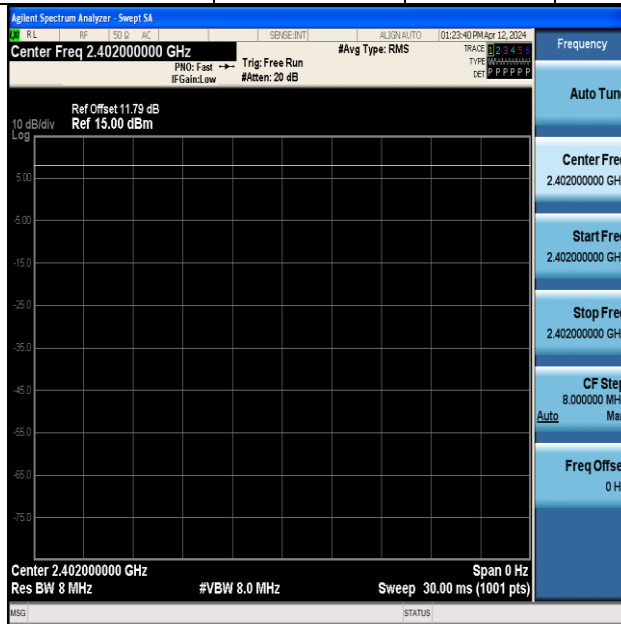 Agilent Spectrum Analyzer - Swept SA
RL RF 50 Ω AC SENSE:INT ALIGN AUTO 01:23:40 PM Apr 12, 2024
Center Freq 2.402000000 GHz
PNO: Fast
IFGain:Low
Trig: Free Run
#Atten: 20 dB
#Avg Type: RMS
TRACE 1 2 3 4 5 6
TYPE
DET P P P P P P
Ref Offset 11.79 dB
10 dB/div Ref 15.00 dBm
Log
5.00
-5.00
-15.0
-25.0
-35.0
-45.0
-55.0
-65.0
-75.0
Center 2.402000000 GHz Span 0 Hz
Res BW 8 MHz #VBW 8.0 MHz Sweep 30.00 ms (1001 pts)
MSG STATUS
Frequency
Auto Tun
Center Fre
2.402000000 GH
Start Fre
2.402000000 GH
Stop Fre
2.402000000 GH
CF Ste
8.000000 MH
Auto Ma
Freq Offse
0 H